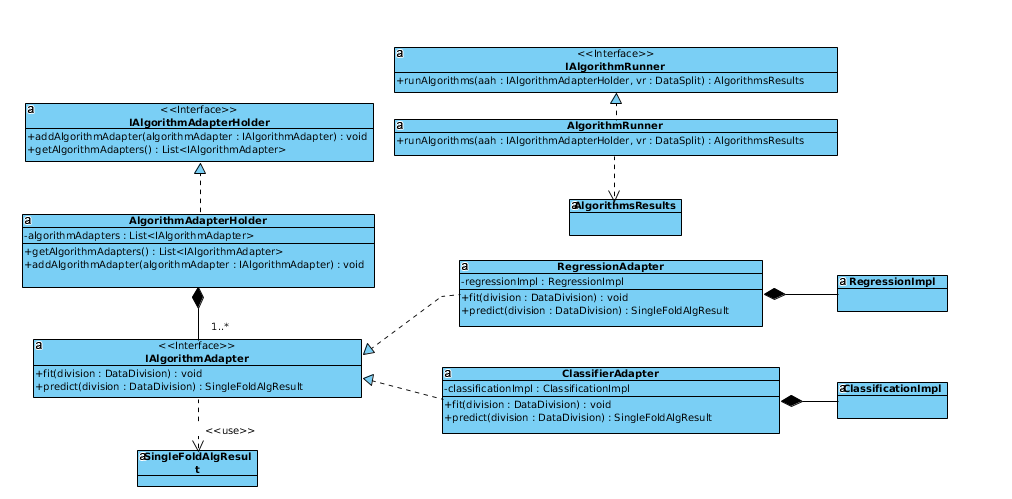 a
<<Interface>>
IAlgorithmRunner
+runAlgorithms(aah : IAlgorithmAdapterHolder, vr : DataSplit) : AlgorithmsResults
a
<<Interface>>
IAlgorithmAdapterHolder
+addAlgorithmAdapter(algorithmAdapter : IAlgorithmAdapter) : void
+getAlgorithmAdapters() : List<IAlgorithmAdapter>
a
AlgorithmRunner
+runAlgorithms(aah : IAlgorithmAdapterHolder, vr : DataSplit) : AlgorithmsResults
a
AlgorithmsResults
a
AlgorithmAdapterHolder
-algorithmAdapters : List<IAlgorithmAdapter>
+getAlgorithmAdapters() : List<IAlgorithmAdapter>
+addAlgorithmAdapter(algorithmAdapter : IAlgorithmAdapter) : void
a
RegressionAdapter
-regressionImpl : RegressionImpl
+fit(division : DataDivision) : void
+predict(division : DataDivision) : SingleFoldAlgResult
a
RegressionImpl
1..*
a
<<Interface>>
IAlgorithmAdapter
+fit(division : DataDivision) : void
+predict(division : DataDivision) : SingleFoldAlgResult
a
ClassifierAdapter
-classificationImpl : ClassificationImpl
+fit(division : DataDivision) : void
+predict(division : DataDivision) : SingleFoldAlgResult
a
ClassificationImpl
<<use>>
a
SingleFoldAlgResul
t